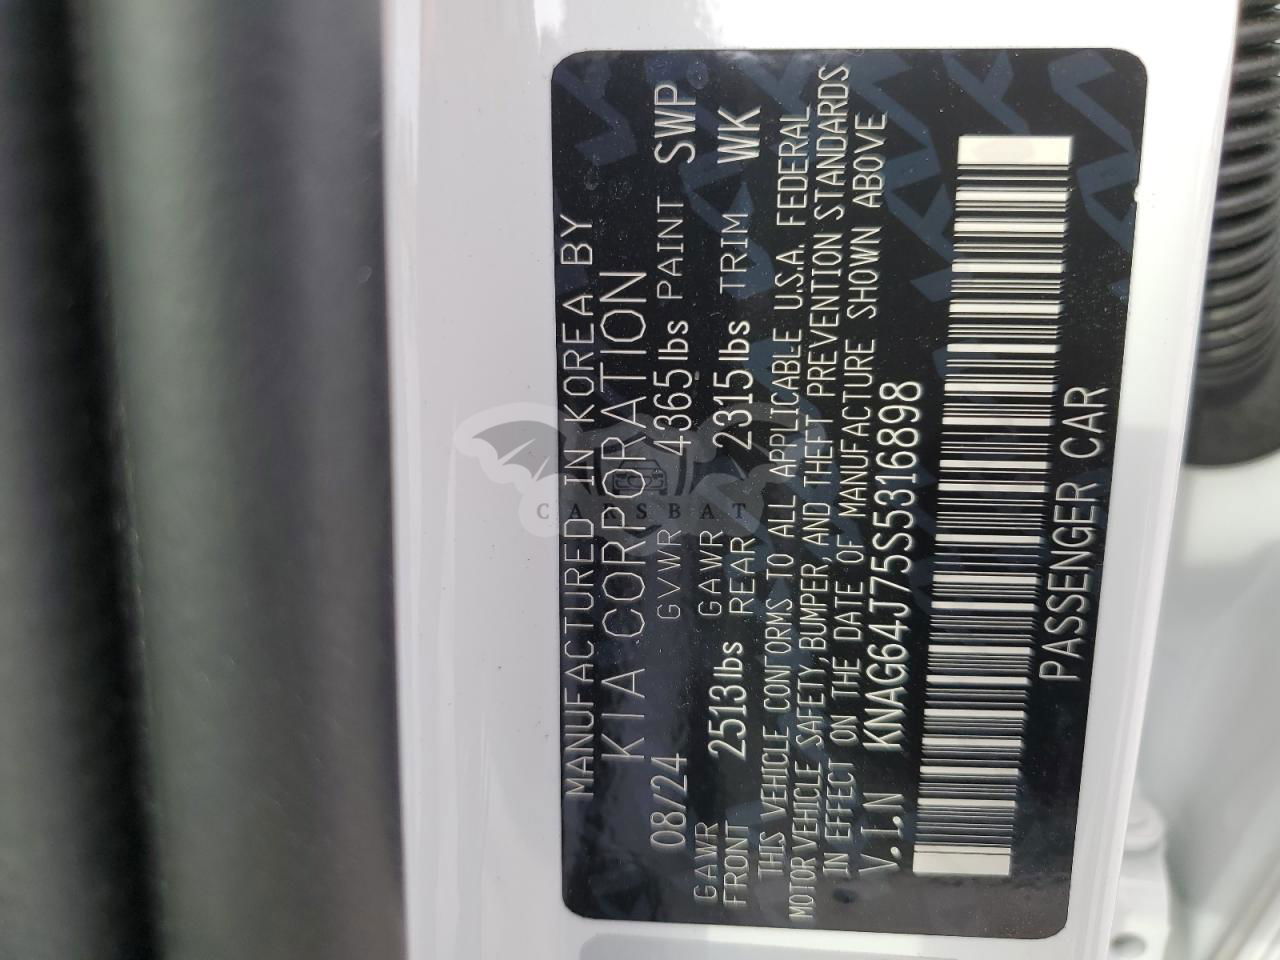 MANUFACTURED IN KOREA BY
KIA CORPORATION
08/24 GVWR 4365lbs PAINT SWP
GAWR FRONT 2513lbs GAWR REAR 2315lbs TRIM WK
THIS VEHICLE CONFORMS TO ALL APPLICABLE U.S.A. FEDERAL
MOTOR VEHICLE SAFETY, BUMPER, AND THEFT PREVENTION STANDARDS
IN EFFECT ON THE DATE OF MANUFACTURE SHOWN ABOVE
V.I.N KNAG64J75S5316898
PASSENGER CAR
CARSBAT